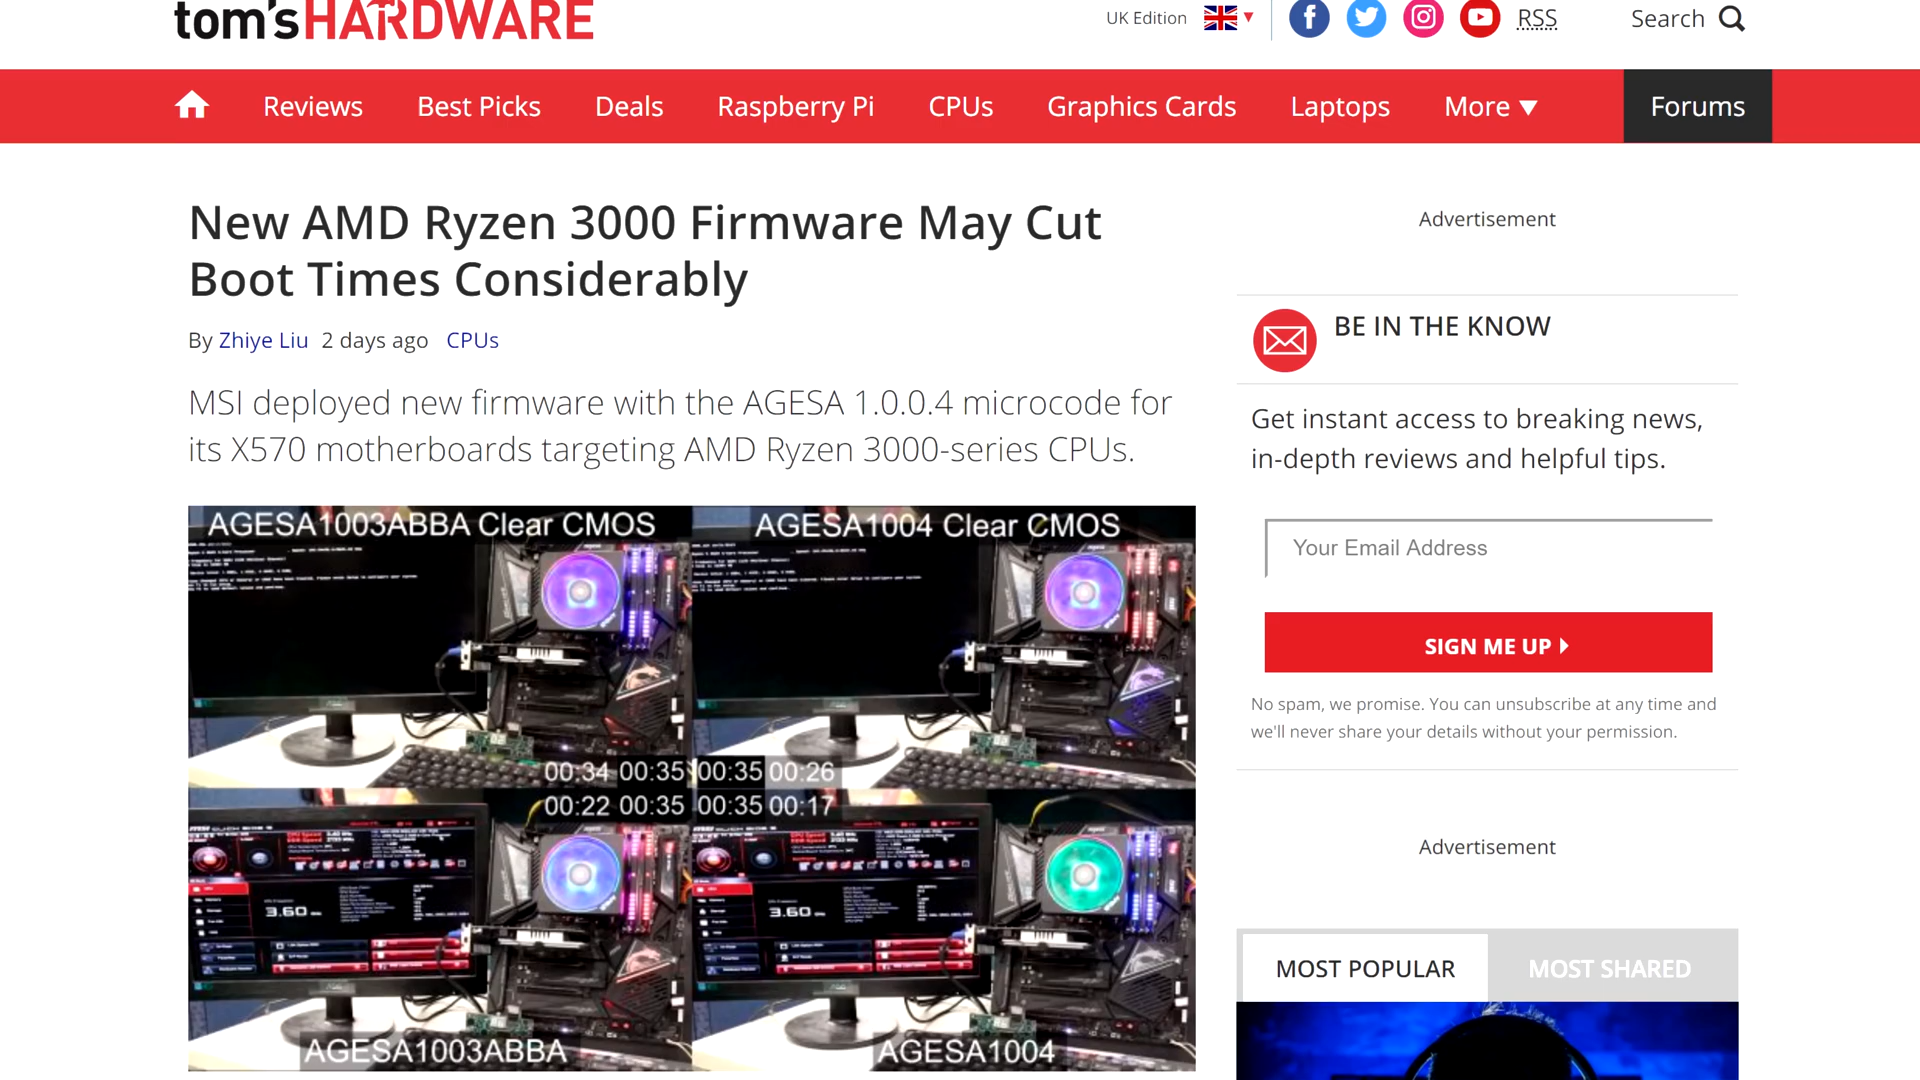 tom'sHARDWARE
UK Edition
RSS
Search
Reviews Best Picks Deals Raspberry Pi CPUs Graphics Cards Laptops More ▼ Forums
New AMD Ryzen 3000 Firmware May Cut
Boot Times Considerably
By Zhiye Liu 2 days ago CPUs
MSI deployed new firmware with the AGESA 1.0.0.4 microcode for
its X570 motherboards targeting AMD Ryzen 3000-series CPUs.
AGESA1003ABBA Clear CMOS
AGESA1004 Clear CMOS
00:34 00:35 00:35 00:26
00:22 00:35 00:35 00:17
3.60
3.60
AGESA1003ABBA
AGESA1004
Advertisement
BE IN THE KNOW
Get instant access to breaking news,
in-depth reviews and helpful tips.
Your Email Address
SIGN ME UP
No spam, we promise. You can unsubscribe at any time and
we'll never share your details without your permission.
Advertisement
MOST POPULAR
MOST SHARED